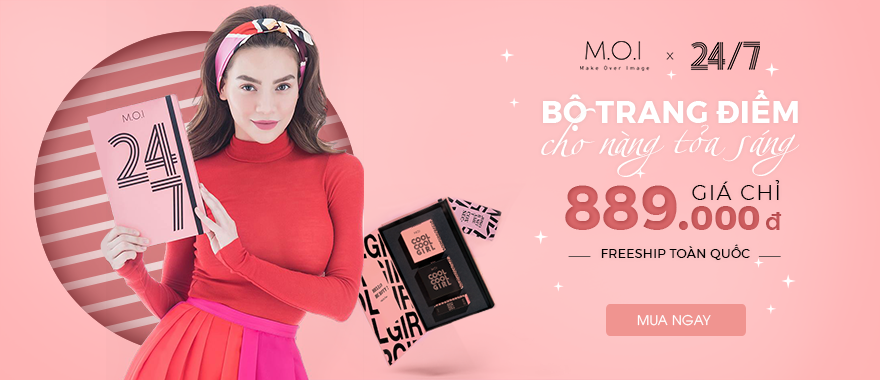 M.O.I x 24/7
Make Over Image
BỘ TRANG ĐIỂM
cho nàng tỏa sáng
GIÁ CHỈ
889.000 đ
FREESHIP TOÀN QUỐC
MUA NGAY
M.O.I
24
7
COOL
COOL
GIRL
COOL
COOL
GIRL